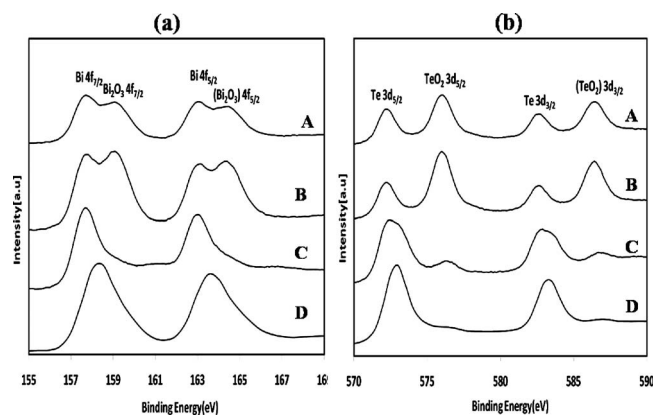 (a)
Bi 4f7/2
Bi2O3 4f7/2
Bi 4f5/2
(Bi2O3) 4f5/2
A
B
C
D
Intensity[a.u]
155 157 159 161 163 165 167 169
Binding Energy(eV)
(b)
Te 3d5/2
TeO2 3d5/2
Te 3d3/2
(TeO2) 3d3/2
A
B
C
D
Intensity[a.u]
570 575 580 585 590
Binding Energy(eV)